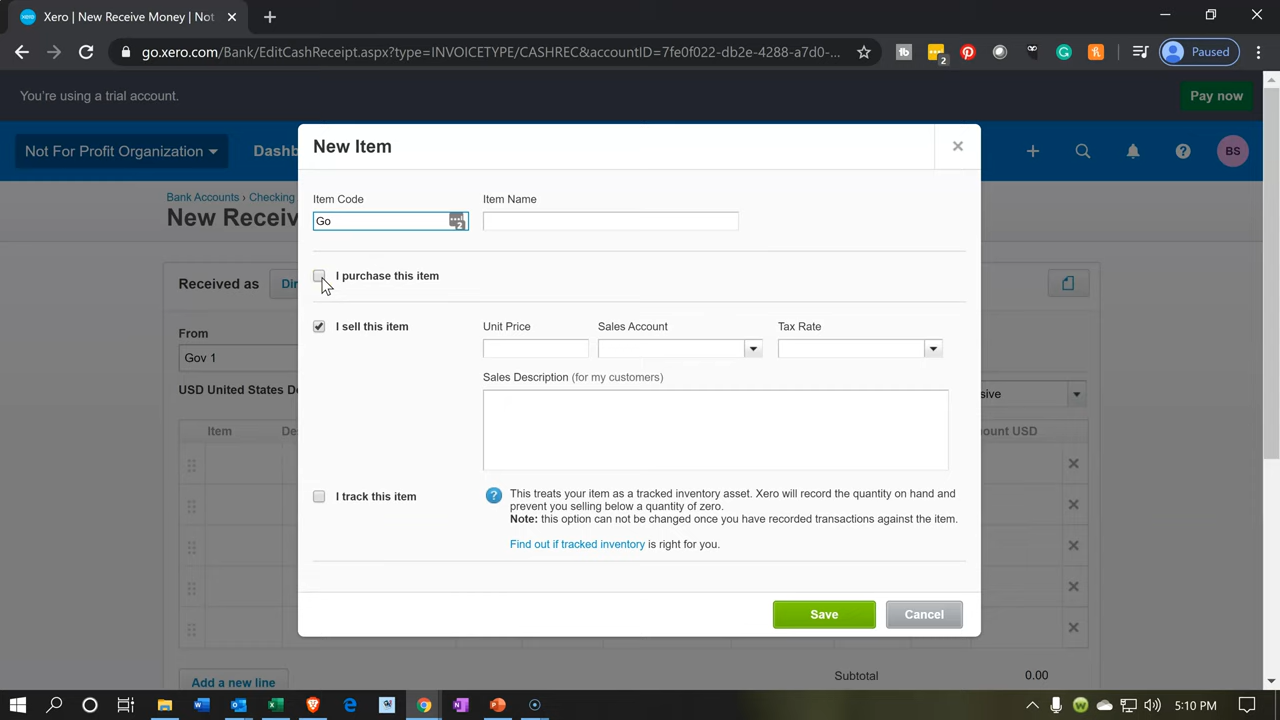 Xero | New Receive Money | Not
go.xero.com/Bank/EditCashReceipt.aspx?type=INVOICETYPE/CASHREC&accountID=7fe0f022-db2e-4288-a7d0-...
2
Paused
You're using a trial account.
Pay now
Not For Profit Organization
Dashb
BS
Bank Accounts › Checking
New Receiv
Received as
Dir
From
Gov 1
USD United States Do
sive
Item
De
ount USD
New Item
Item Code
Item Name
Go
2
I purchase this item
I sell this item
Unit Price
Sales Account
Tax Rate
Sales Description (for my customers)
I track this item
This treats your item as a tracked inventory asset. Xero will record the quantity on hand and
prevent you selling below a quantity of zero.
Note: this option can not be changed once you have recorded transactions against the item.
Find out if tracked inventory is right for you.
Save
Cancel
Add a new line
Subtotal
0.00
5:10 PM